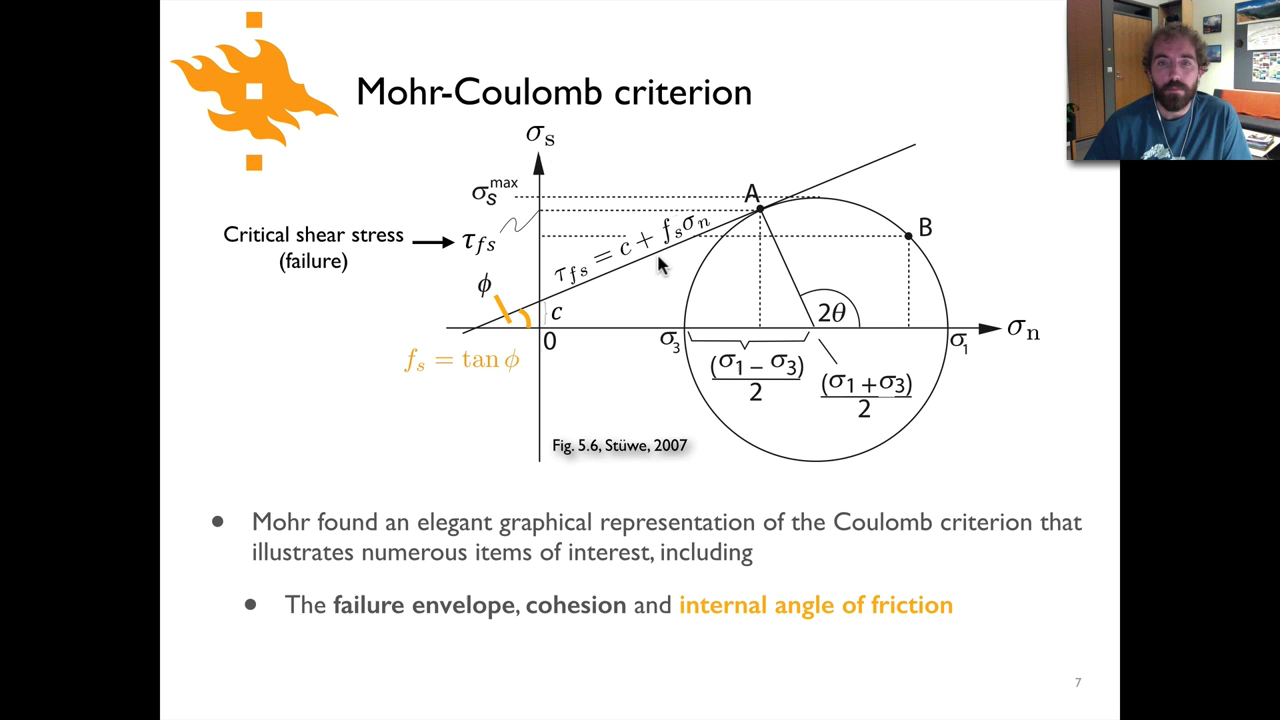 Mohr-Coulomb criterion
σs
σs max
A
B
Critical shear stress
(failure)
τfs
τfs = c + fsσn
ϕ
c
2θ
0
σ3
σ1
σn
fs = tan ϕ
(σ1 − σ3)
2
(σ1 + σ3)
2
Fig. 5.6, Stüwe, 2007
● Mohr found an elegant graphical representation of the Coulomb criterion that
illustrates numerous items of interest, including
● The failure envelope, cohesion and internal angle of friction
7